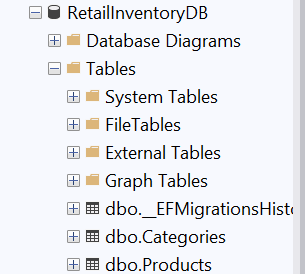 RetailInventoryDB
Database Diagrams
Tables
System Tables
FileTables
External Tables
Graph Tables
dbo.__EFMigrationsHisto
dbo.Categories
dbo.Products